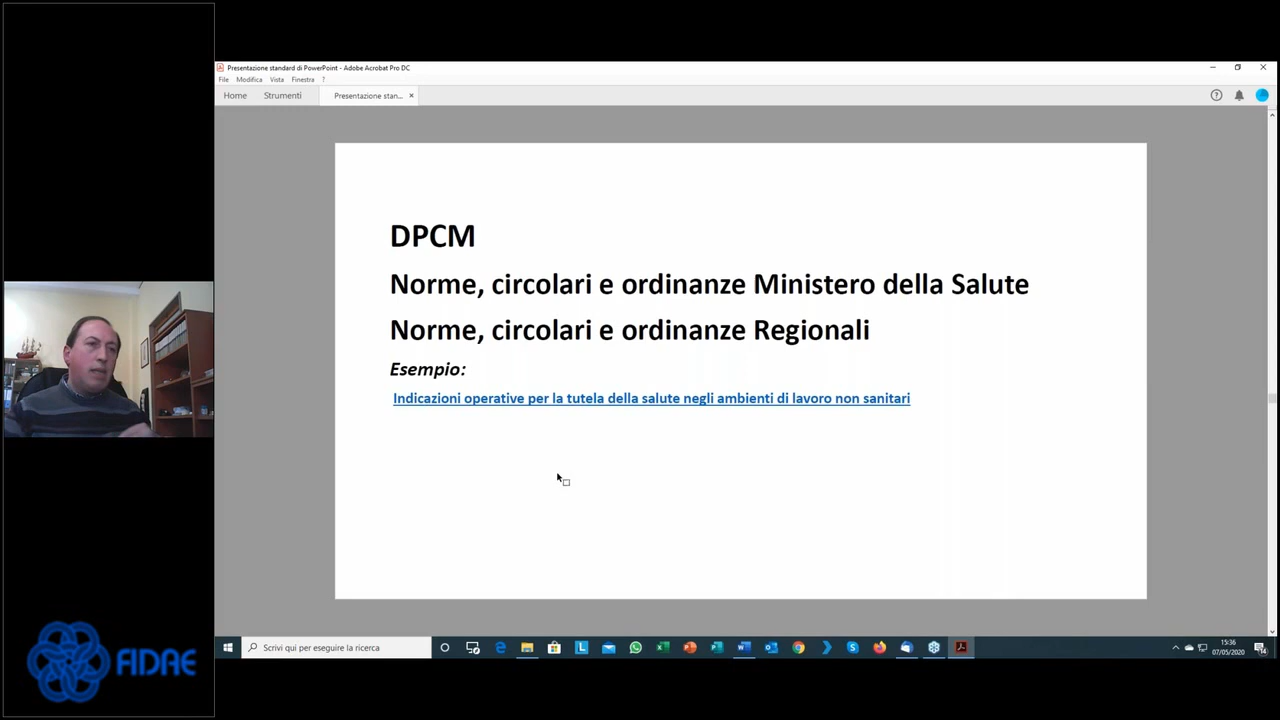 Presentazione standard di PowerPoint - Adobe Acrobat Pro DC
File Modifica Vista Finestra ?
Home Strumenti Presentazione stan... ×
DPCM
Norme, circolari e ordinanze Ministero della Salute
Norme, circolari e ordinanze Regionali
Esempio:
Indicazioni operative per la tutela della salute negli ambienti di lavoro non sanitari
FIDAE
Scrivi qui per eseguire la ricerca
15:36
07/05/2020